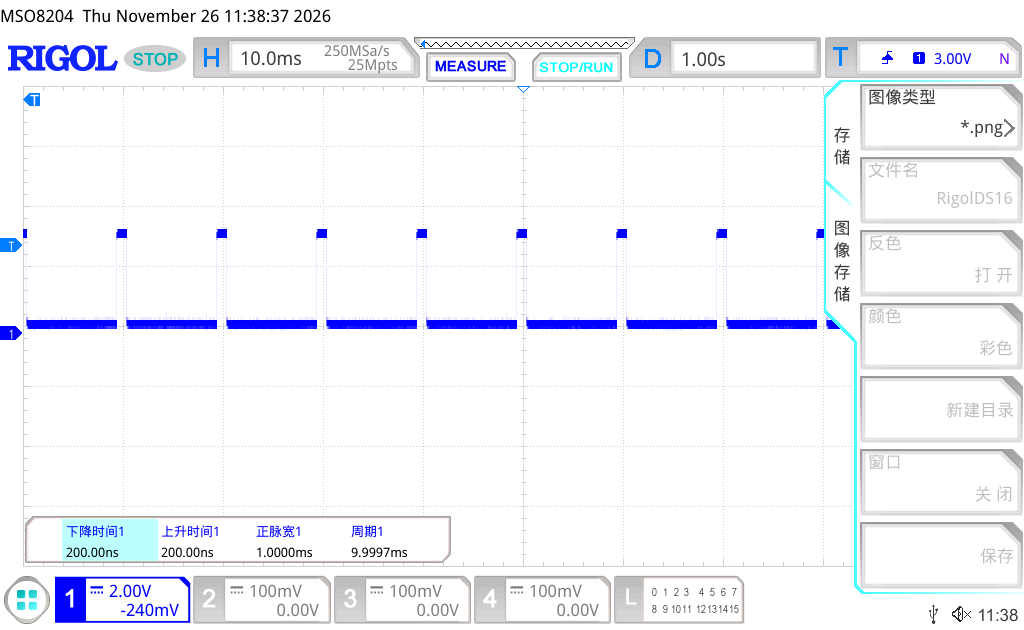 MSO8204 Thu November 26 11:38:37 2026
RIGOL STOP H 10.0ms 250MSa/s 25Mpts MEASURE STOP/RUN D 1.00s T 1 3.00V N
T
T
1
存储
图像存储
图像类型
*.png
文件名
RigolDS16
反色
打开
颜色
彩色
新建目录
窗口
关闭
保存
下降时间1 上升时间1 正脉宽1 周期1
200.00ns 200.00ns 1.0000ms 9.9997ms
1 2.00V -240mV
2 100mV 0.00V
3 100mV 0.00V
4 100mV 0.00V
L 0 1 2 3 4 5 6 7
8 9 10 11 12 13 14 15
11:38